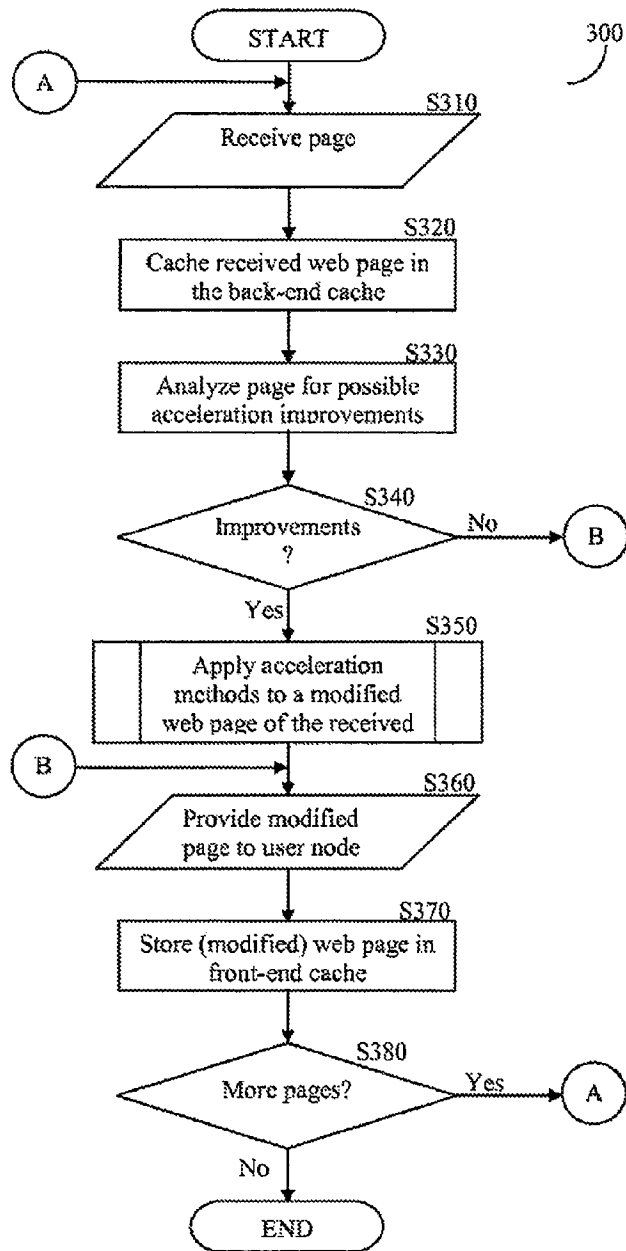 START
300
A
S310
Receive page
S320
Cache received web page in
the back-end cache
S330
Analyze page for possible
acceleration improvements
S340
Improvements
?
No
B
Yes
S350
Apply acceleration
methods to a modified
web page of the received
B
S360
Provide modified
page to user node
S370
Store (modified) web page in
front-end cache
S380
More pages?
Yes
A
No
END